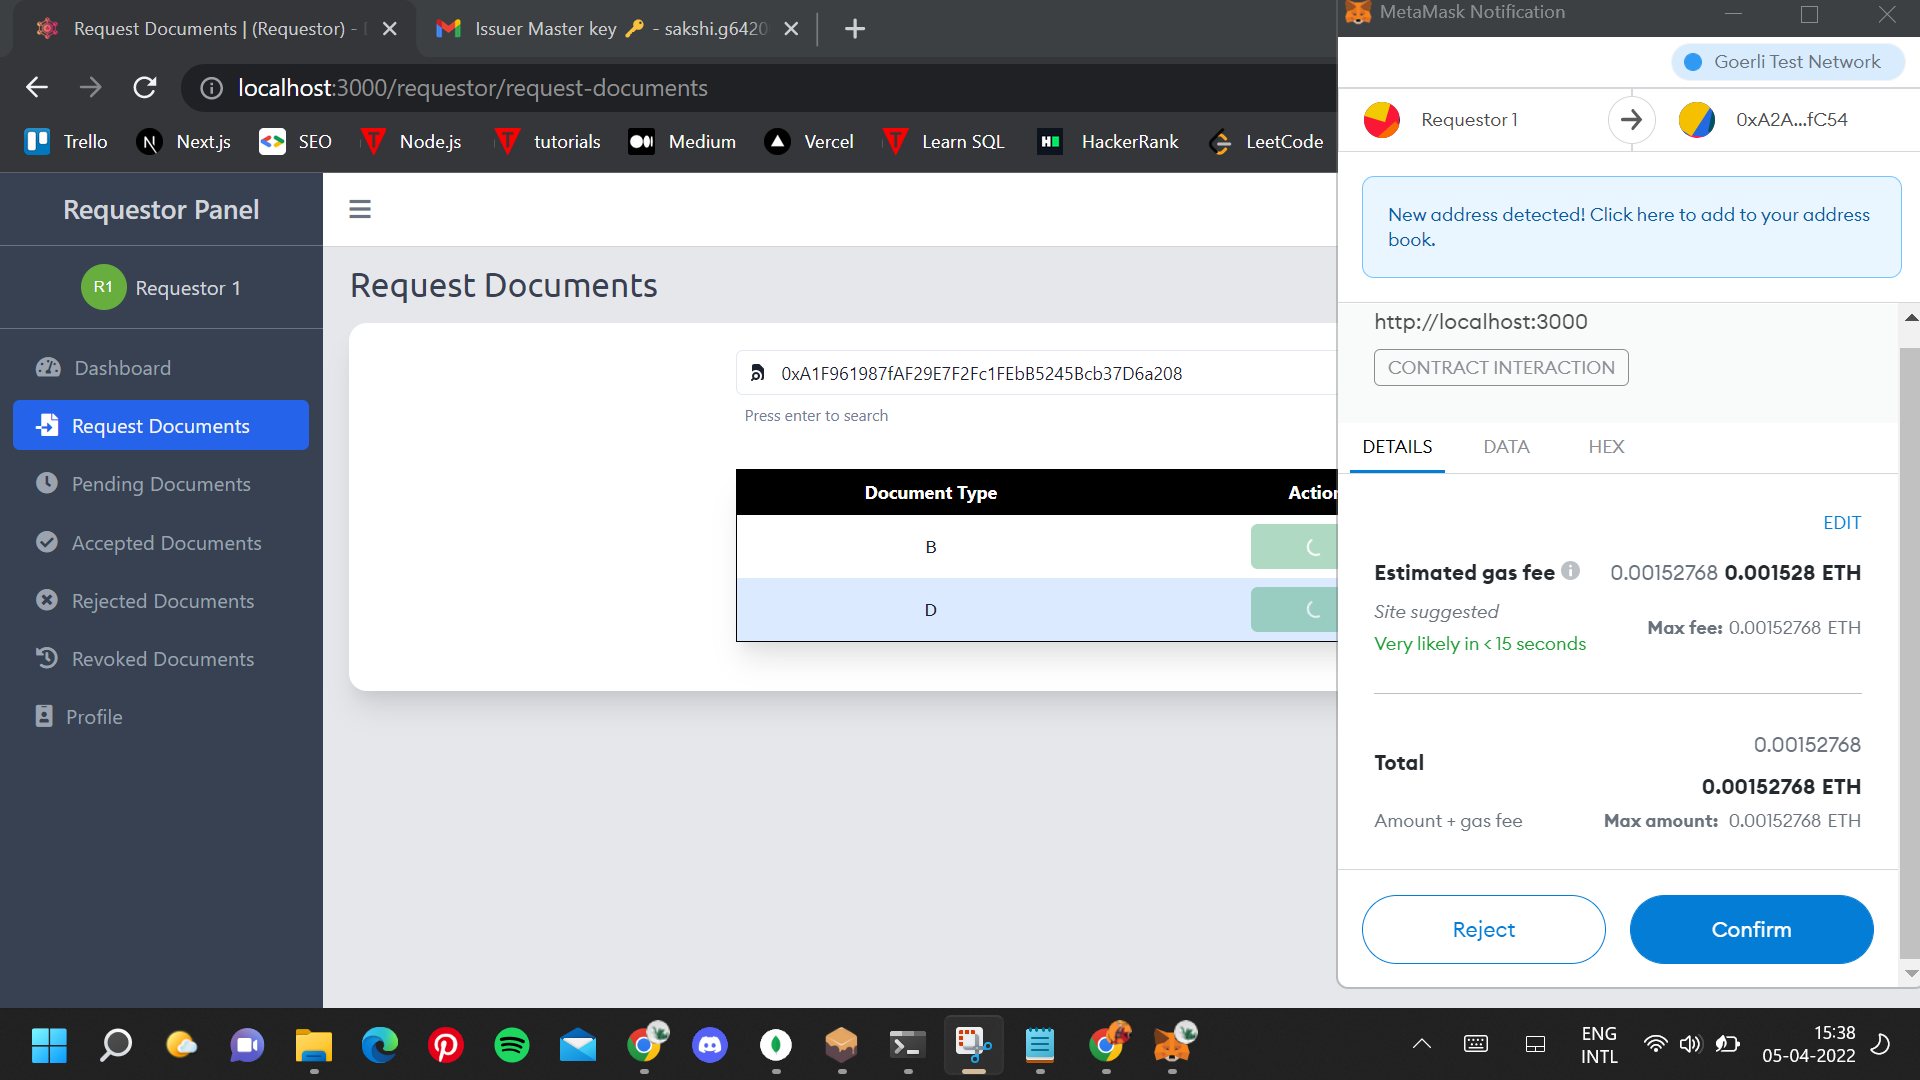 Request Documents | (Requestor) -
Issuer Master key 🔑 - sakshi.g6420
MetaMask Notification
localhost:3000/requestor/request-documents
Goerli Test Network
Trello
Next.js
SEO
Node.js
tutorials
Medium
Vercel
Learn SQL
HackerRank
LeetCode
Requestor 1
0xA2A...fC54
Requestor Panel
R1
Requestor 1
Dashboard
Request Documents
Pending Documents
Accepted Documents
Rejected Documents
Revoked Documents
Profile
Request Documents
0xA1F961987fAF29E7F2Fc1FEbB5245Bcb37D6a208
Press enter to search
Document Type
Action
B
D
New address detected! Click here to add to your address
book.
http://localhost:3000
CONTRACT INTERACTION
DETAILS
DATA
HEX
EDIT
Estimated gas fee
0.00152768 0.001528 ETH
Site suggested
Very likely in < 15 seconds
Max fee: 0.00152768 ETH
Total
0.00152768
0.00152768 ETH
Amount + gas fee
Max amount: 0.00152768 ETH
Reject
Confirm
ENG
INTL
15:38
05-04-2022